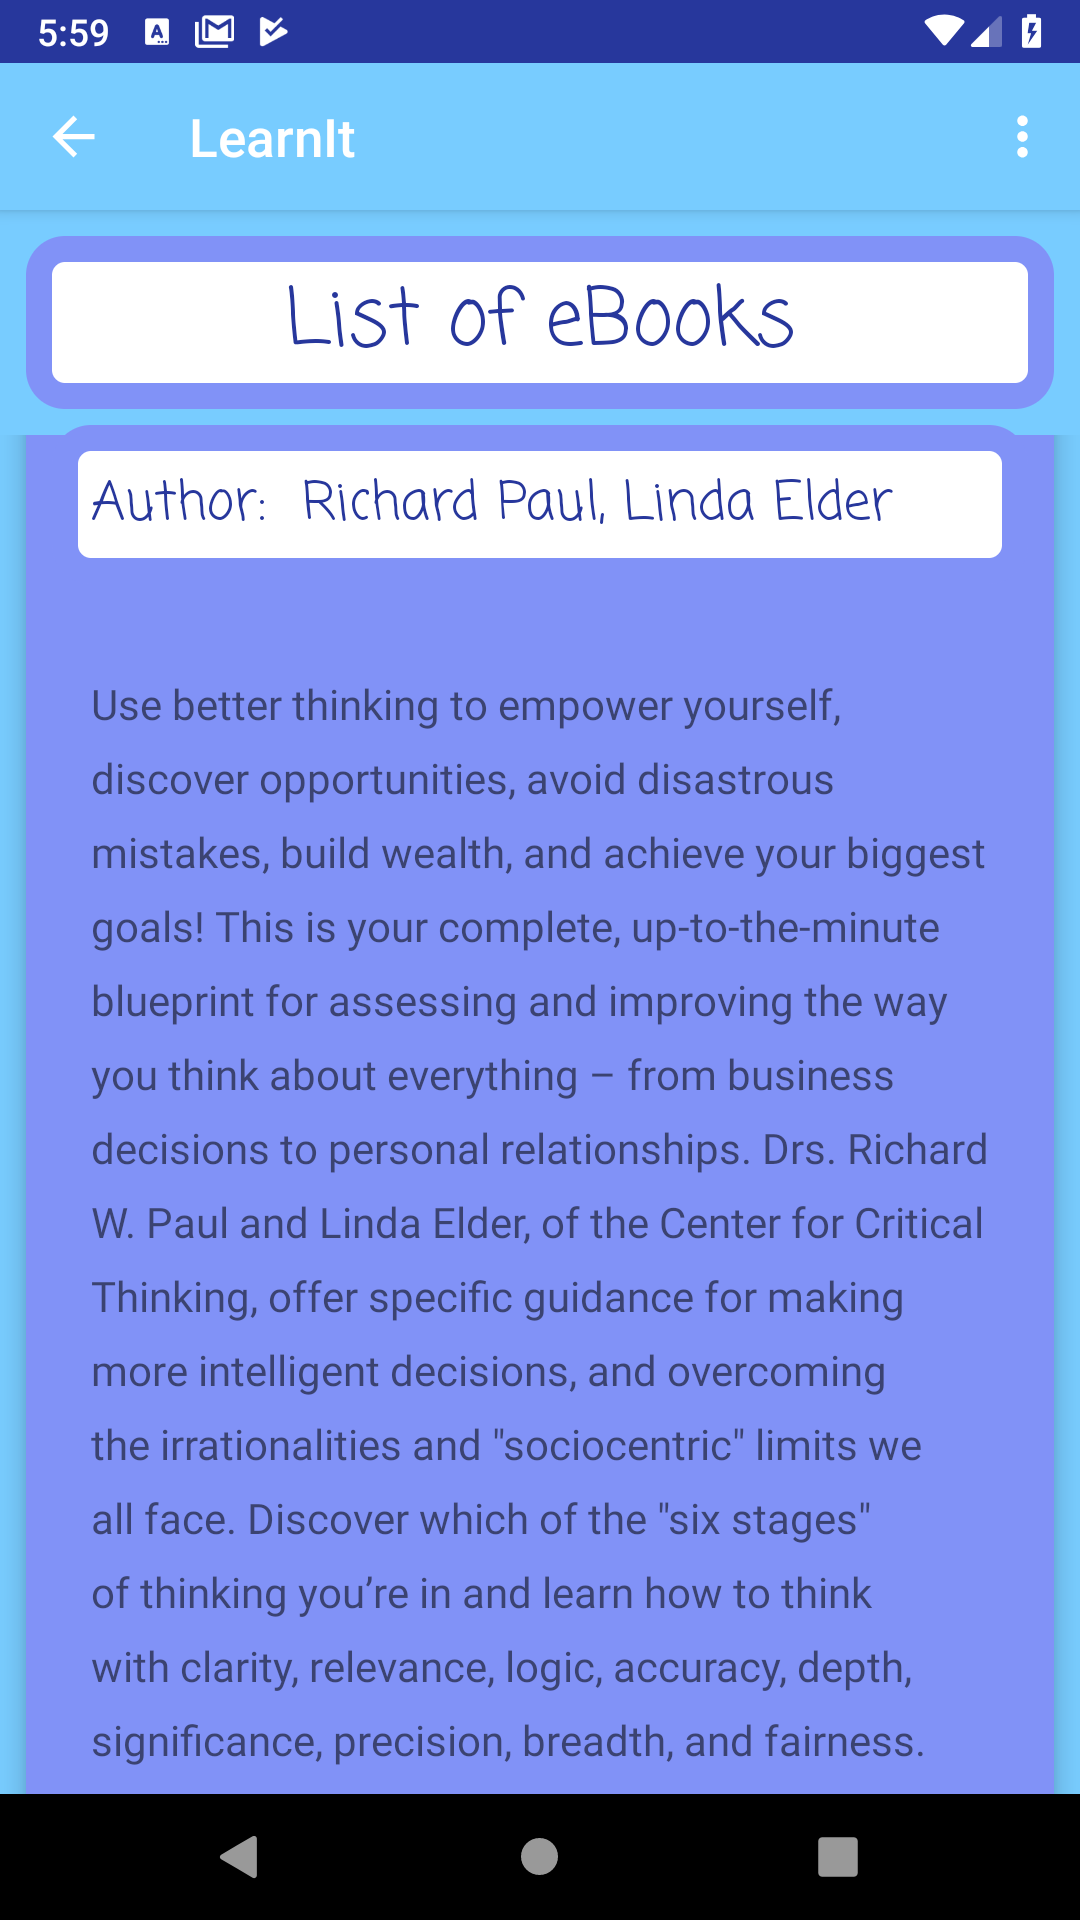 5:59
LearnIt
List of eBooks
Author:  Richard Paul, Linda Elder
Use better thinking to empower yourself,
discover opportunities, avoid disastrous
mistakes, build wealth, and achieve your biggest
goals! This is your complete, up-to-the-minute
blueprint for assessing and improving the way
you think about everything – from business
decisions to personal relationships. Drs. Richard
W. Paul and Linda Elder, of the Center for Critical
Thinking, offer specific guidance for making
more intelligent decisions, and overcoming
the irrationalities and "sociocentric" limits we
all face. Discover which of the "six stages"
of thinking you’re in and learn how to think
with clarity, relevance, logic, accuracy, depth,
significance, precision, breadth, and fairness.